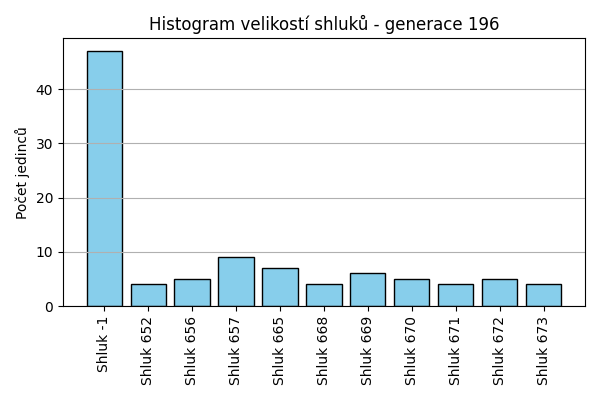 Histogram velikostí shluků - generace 196
Počet jedinců
40
30
20
10
0
Shluk -1
Shluk 652
Shluk 656
Shluk 657
Shluk 665
Shluk 668
Shluk 669
Shluk 670
Shluk 671
Shluk 672
Shluk 673